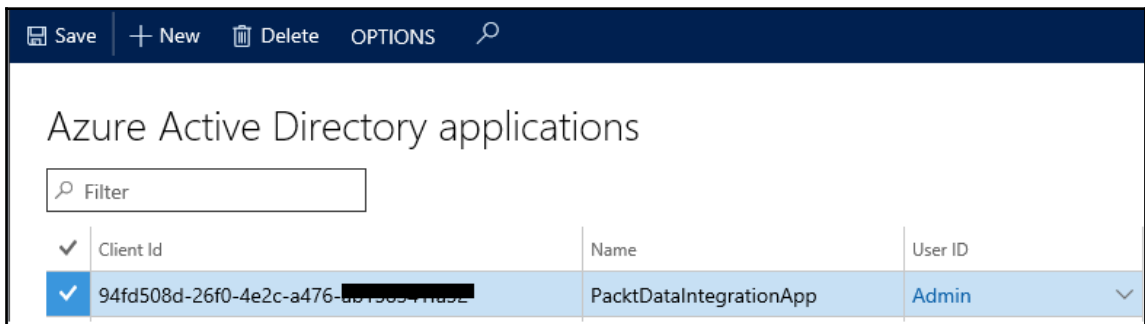 Save New Delete OPTIONS
Azure Active Directory applications
Filter
Client Id Name User ID
94fd508d-26f0-4e2c-a476- PacktDataIntegrationApp Admin